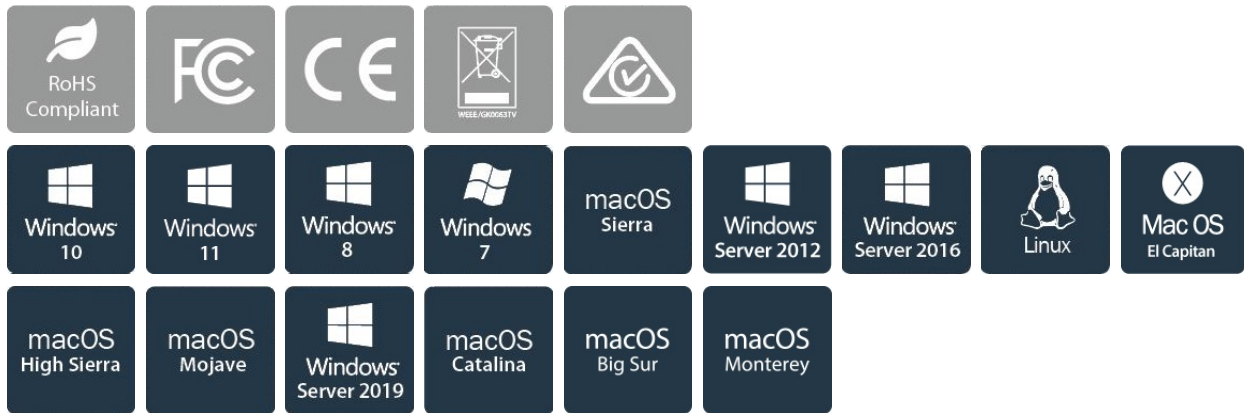 RoHS
Compliant
FC
CE
WEEE/GK0083TV
Windows
10
Windows
11
Windows
8
Windows
7
macOS
Sierra
Windows
Server 2012
Windows
Server 2016
Linux
X
Mac OS
El Capitan
macOS
High Sierra
macOS
Mojave
Windows
Server 2019
macOS
Catalina
macOS
Big Sur
macOS
Monterey